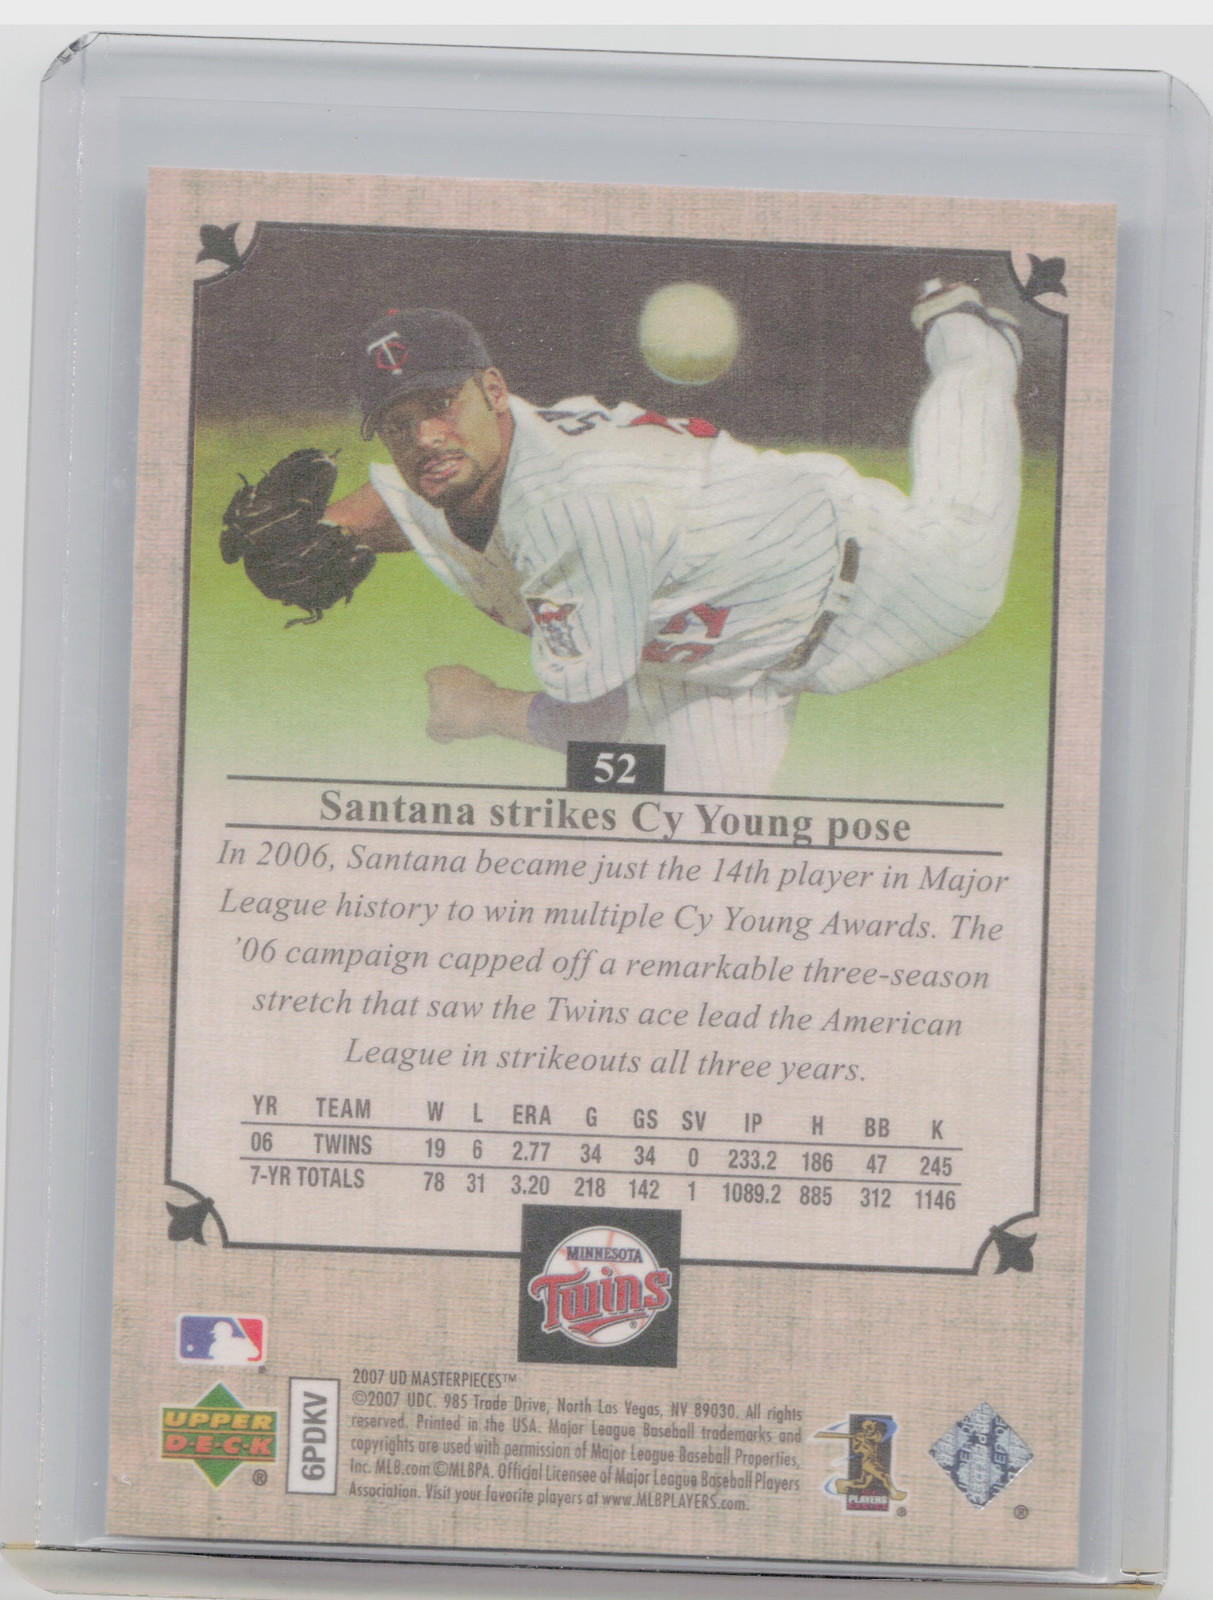 52
Santana strikes Cy Young pose
In 2006, Santana became just the 14th player in Major
League history to win multiple Cy Young Awards. The
'06 campaign capped off a remarkable three-season
stretch that saw the Twins ace lead the American
League in strikeouts all three years.
YR TEAM W L ERA G GS SV IP H BB K
06 TWINS 19 6 2.77 34 34 0 233.2 186 47 245
7-YR TOTALS 78 31 3.20 218 142 1 1089.2 885 312 1146
MINNESOTA
Twins
®
UPPER
D·E·C·K
®
6PDKV
2007 UD MASTERPIECES™
©2007 UDC. 985 Trade Drive, North Las Vegas, NV 89030. All rights
reserved. Printed in the USA. Major League Baseball trademarks and
copyrights are used with permission of Major League Baseball Properties,
Inc. MLB.com ©MLBPA. Official Licensee of Major League Baseball Players
Association. Visit your favorite players at www.MLBPLAYERS.com.
PLAYERS
®
®